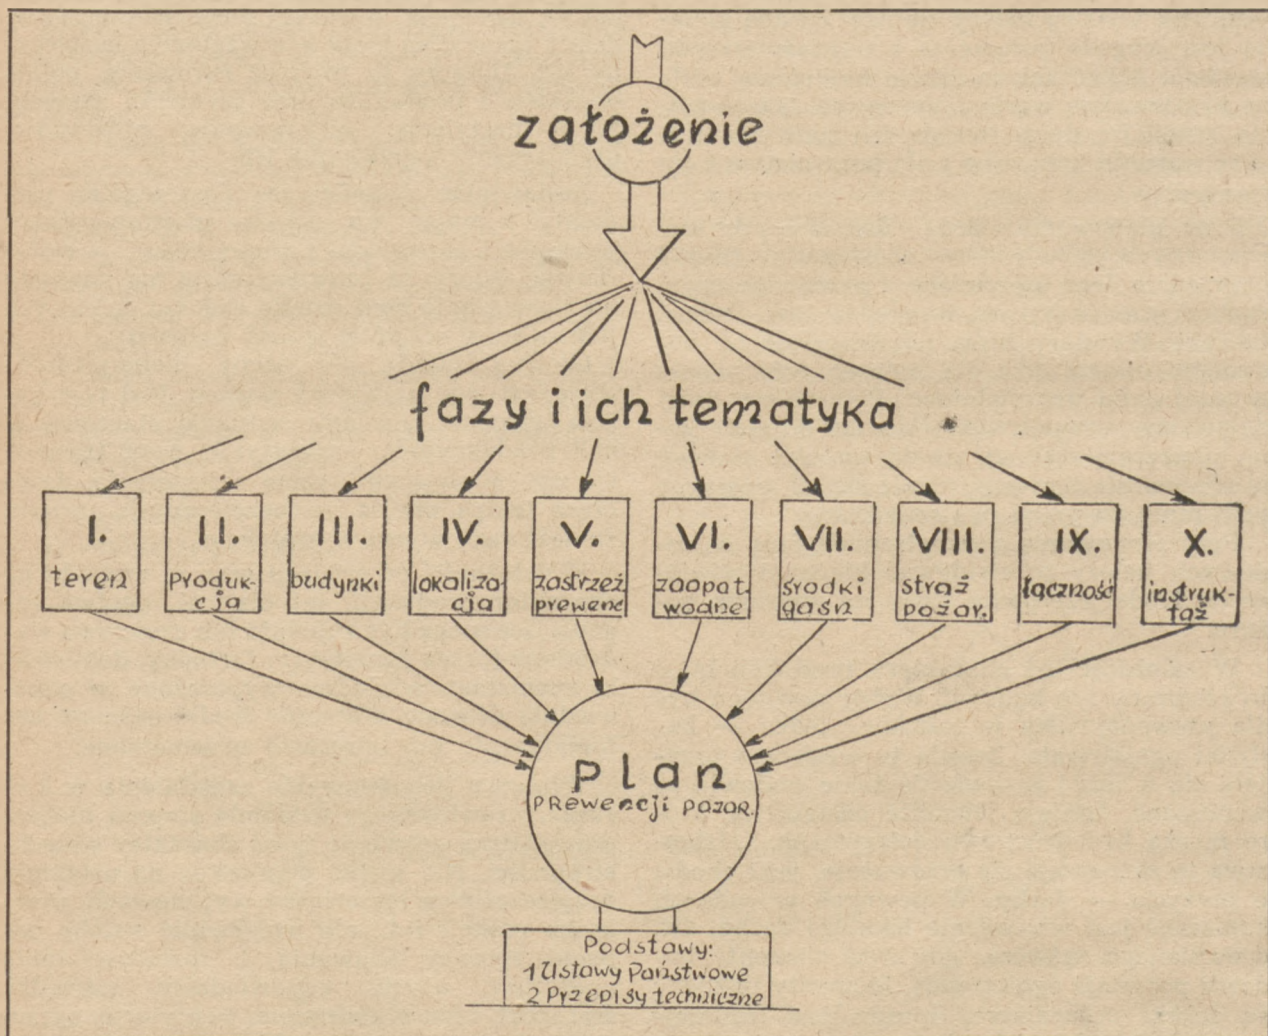 założenie
fazy i ich tematyka
I.
teren
II.
produk-
cja
III.
budynki
IV.
lokaliza-
cja
V.
zastrzeż.
prewenc
VI.
zaopat.
wodne
VII.
środki
gaśn
VIII.
straż
pożar.
IX.
łączność
X.
instruk-
taż
plan
prewencji pozar.
Podstawy:
1 Ustawy Państwowe
2 Przepisy techniczne